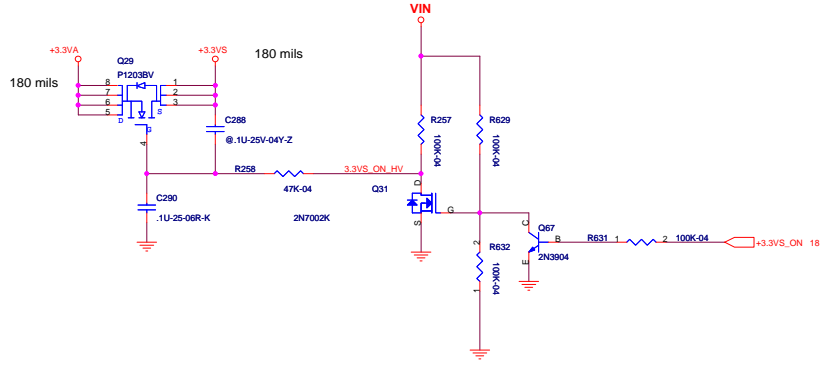 VIN
+3.3VA
Q29
+3.3VS
180 mils
180 mils
P1203BV
8
7
6
5
D
S
G
1
2
3
4
C288
@.1U-25V-04Y-Z
R257
100K-04
R629
100K-04
R258
3.3VS_ON_HV
47K-04
C290
.1U-25-06R-K
2N7002K
Q31
D
G
S
R632
2
100K-04
1
C
Q67
B
2N3904
E
R631
1
2
100K-04
+3.3VS_ON
18